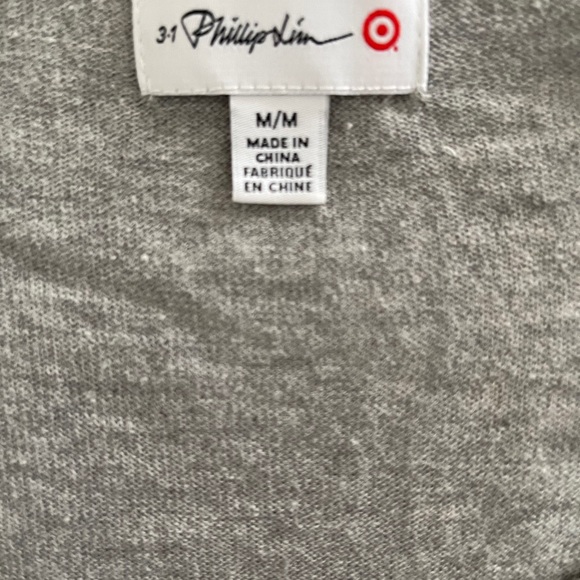 3.1 Phillip Lim
M/M
MADE IN
CHINA
FABRIQUÉ
EN CHINE